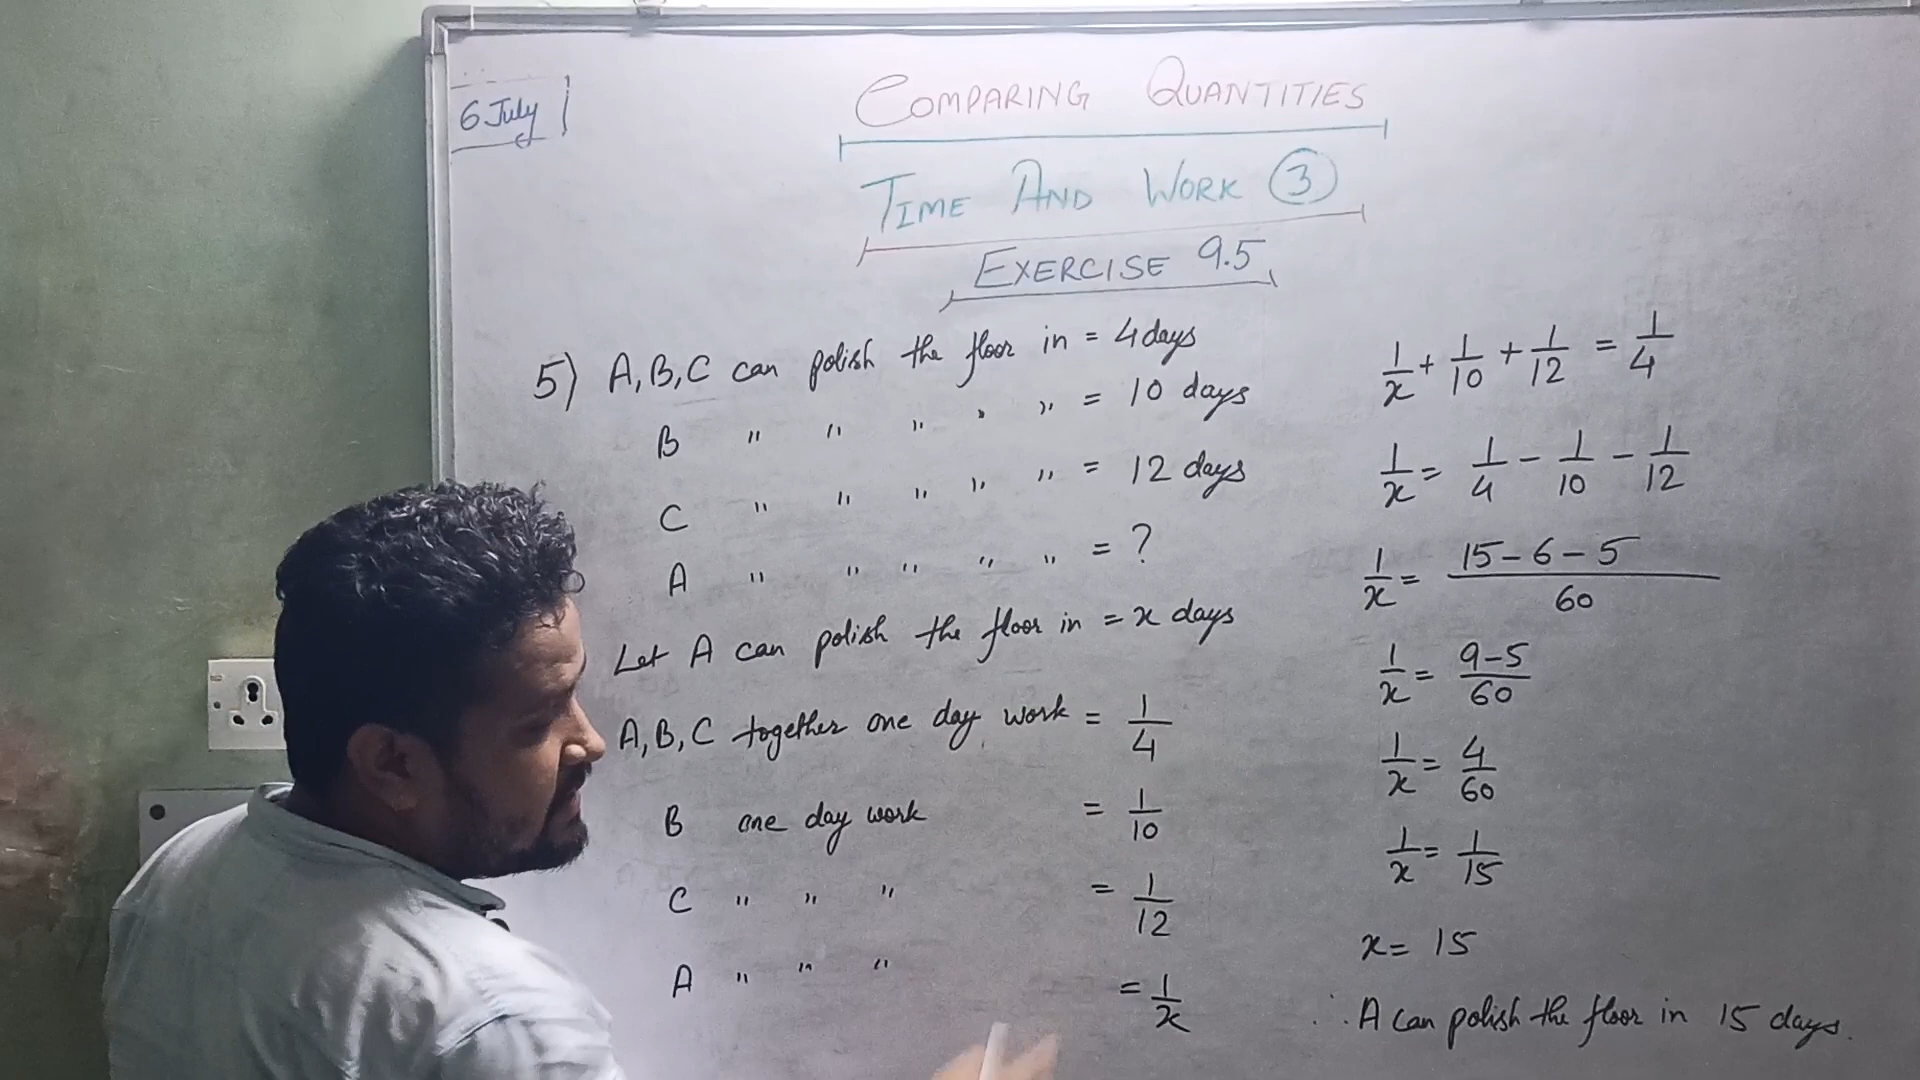 6 July
COMPARING QUANTITIES
TIME AND WORK 3
EXERCISE 9.5
5) A, B, C can polish the floor in = 4 days
B " " " " " = 10 days
C " " " " " = 12 days
A " " " " " = ?
Let A can polish the floor in = x days
A, B, C together one day work = 1/4
B one day work = 1/10
C " " " = 1/12
A " " " = 1/x
1/x + 1/10 + 1/12 = 1/4
1/x = 1/4 - 1/10 - 1/12
1/x = 15-6-5/60
1/x = 9-5/60
1/x = 4/60
1/x = 1/15
x = 15
∴ A can polish the floor in 15 days.